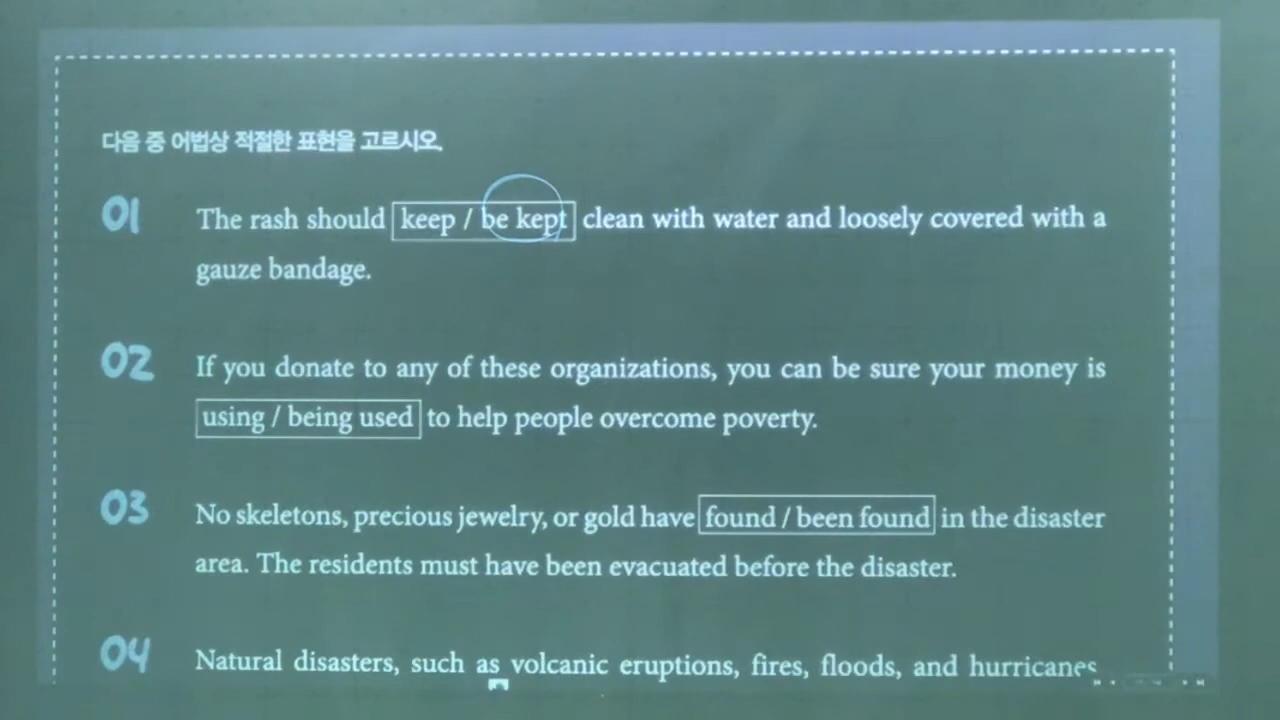 다음 중 어법상 적절한 표현을 고르시오.
01 The rash should keep / be kept clean with water and loosely covered with a
gauze bandage.
02 If you donate to any of these organizations, you can be sure your money is
using / being used to help people overcome poverty.
03 No skeletons, precious jewelry, or gold have found / been found in the disaster
area. The residents must have been evacuated before the disaster.
04 Natural disasters, such as volcanic eruptions, fires, floods, and hurricanes